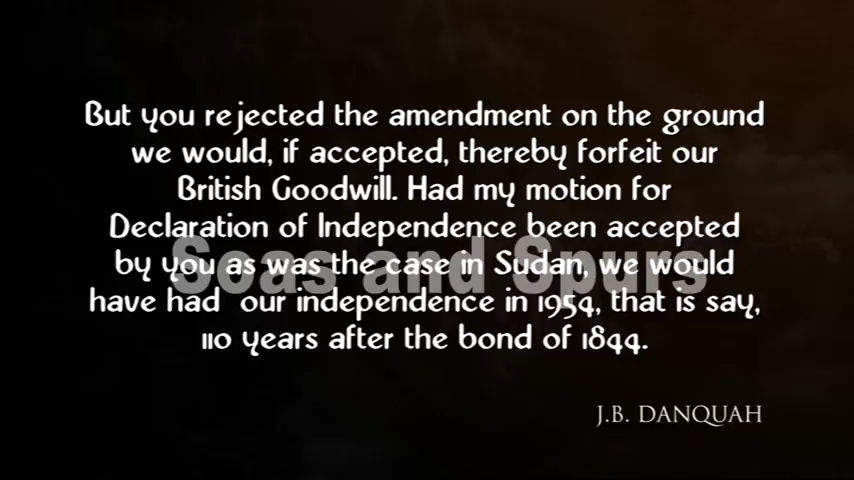 But you rejected the amendment on the ground
we would, if accepted, thereby forfeit our
British Goodwill. Had my motion for
Declaration of Independence been accepted
by you as was the case in Sudan, we would
have had our independence in 1954, that is say,
110 years after the bond of 1844.
Soas and Spurs
J.B. DANQUAH